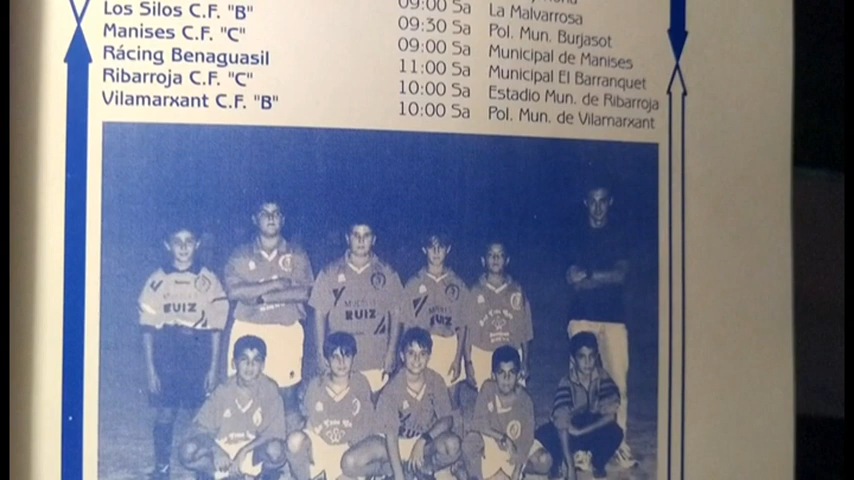 Los Silos C.F. "B" 09:00 Sa La Malvarrosa
Manises C.F. "C" 09:30 Sa Pol. Mun. Burjasot
Rácing Benaguasil 09:00 Sa Municipal de Manises
Ribarroja C.F. "C" 11:00 Sa Municipal El Barranquet
Vilamarxant C.F. "B" 10:00 Sa Estadio Mun. de Ribarroja
10:00 Sa Pol. Mun. de Vilamarxant
RUIZ
RUIZ
RUIZ